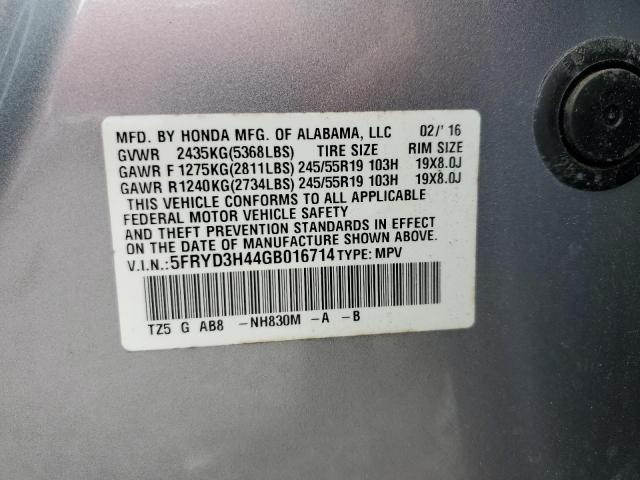 MFD. BY HONDA MFG. OF ALABAMA, LLC 02/'16
GVWR 2435KG(5368LBS) TIRE SIZE RIM SIZE
GAWR F 1275KG(2811LBS) 245/55R19 103H 19X8.0J
GAWR R 1240KG(2734LBS) 245/55R19 103H 19X8.0J
THIS VEHICLE CONFORMS TO ALL APPLICABLE
FEDERAL MOTOR VEHICLE SAFETY
AND THEFT PREVENTION STANDARDS IN EFFECT
ON THE DATE OF MANUFACTURE SHOWN ABOVE.
V.I.N.:5FRYD3H44GB016714 TYPE: MPV
TZ5 G AB8 -NH830M -A -B